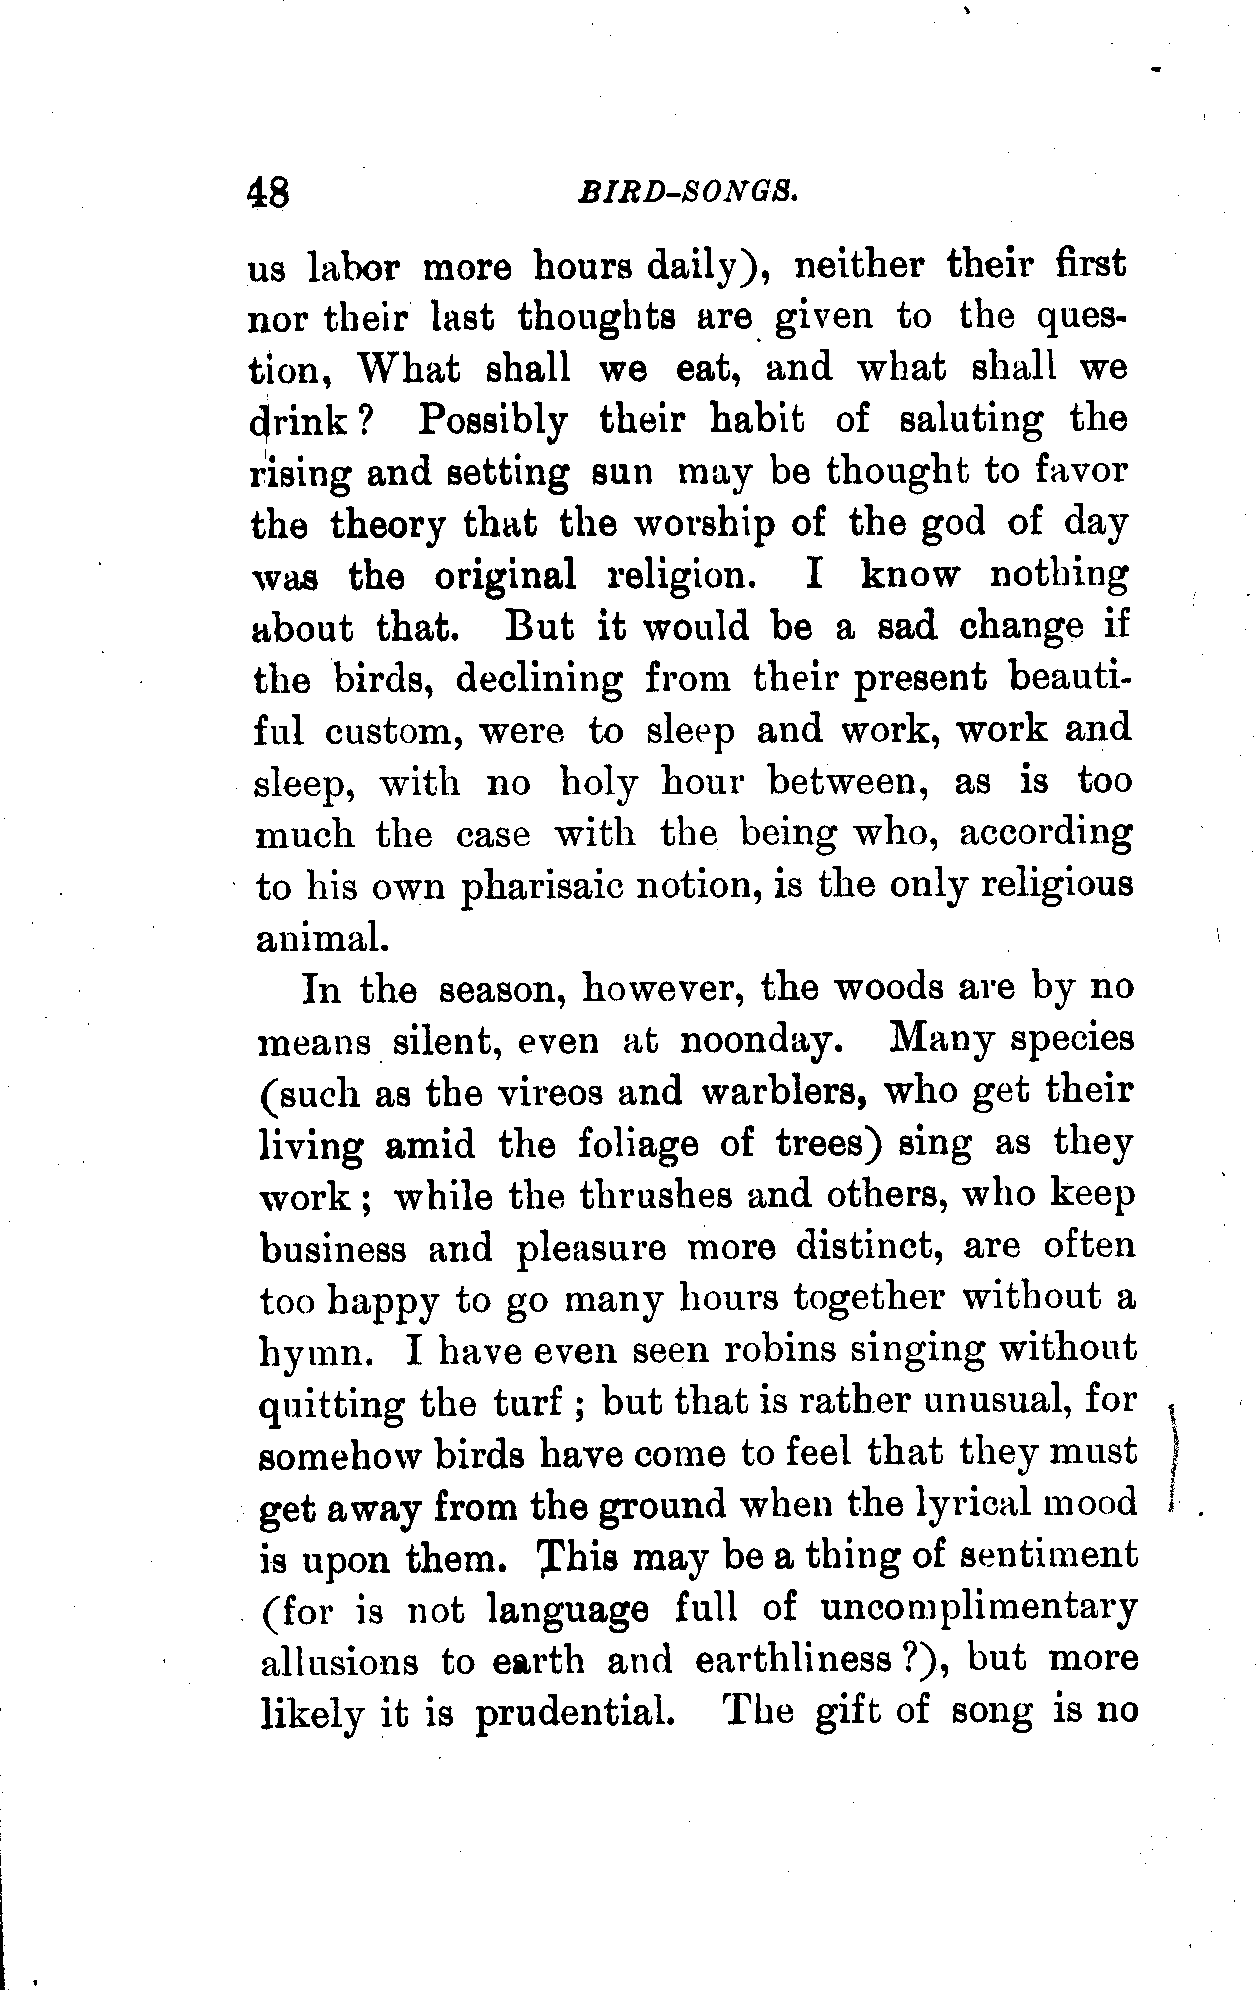 48 BIRD-SONGS.
us labor more hours daily), neither their first
nor their last thoughts are given to the ques-
tion, What shall we eat, and what shall we
drink? Possibly their habit of saluting the
rising and setting sun may be thought to favor
the theory that the worship of the god of day
was the original religion. I know nothing
about that. But it would be a sad change if
the birds, declining from their present beauti-
ful custom, were to sleep and work, work and
sleep, with no holy hour between, as is too
much the case with the being who, according
to his own pharisaic notion, is the only religious
animal.
In the season, however, the woods are by no
means silent, even at noonday. Many species
(such as the vireos and warblers, who get their
living amid the foliage of trees) sing as they
work; while the thrushes and others, who keep
business and pleasure more distinct, are often
too happy to go many hours together without a
hymn. I have even seen robins singing without
quitting the turf; but that is rather unusual, for
somehow birds have come to feel that they must
get away from the ground when the lyrical mood
is upon them. This may be a thing of sentiment
(for is not language full of uncomplimentary
allusions to earth and earthliness?), but more
likely it is prudential. The gift of song is no